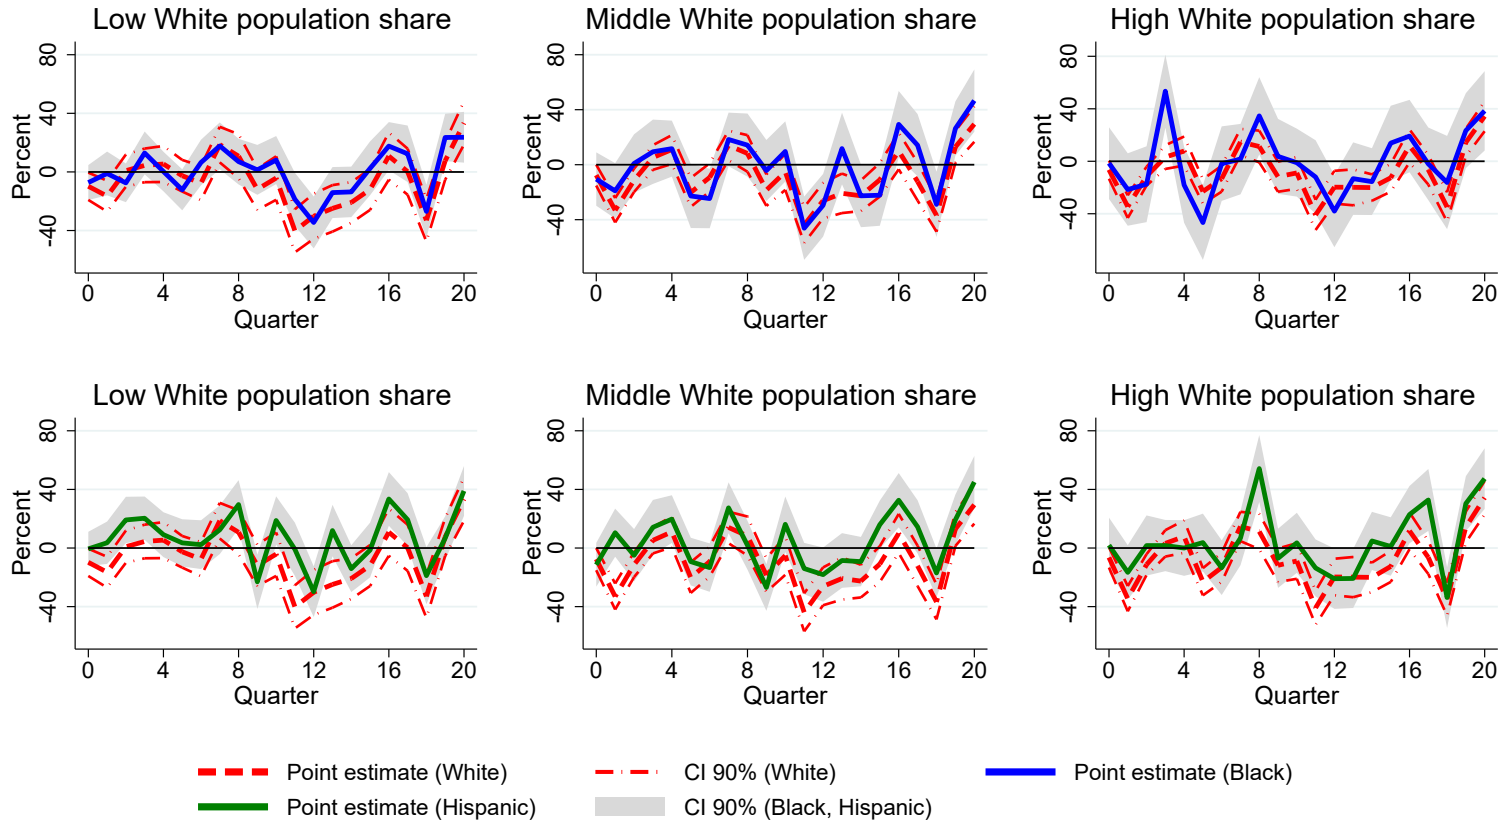 Low White population share
Middle White population share
High White population share
Percent
80
40
0
-40
0 4 8 12 16 20
Quarter
Percent
80
40
0
-40
0 4 8 12 16 20
Quarter
Percent
80
40
0
-40
0 4 8 12 16 20
Quarter
Low White population share
Middle White population share
High White population share
Percent
80
40
0
-40
0 4 8 12 16 20
Quarter
Percent
80
40
0
-40
0 4 8 12 16 20
Quarter
Percent
80
40
0
-40
0 4 8 12 16 20
Quarter
Point estimate (White)
CI 90% (White)
Point estimate (Black)
Point estimate (Hispanic)
CI 90% (Black, Hispanic)